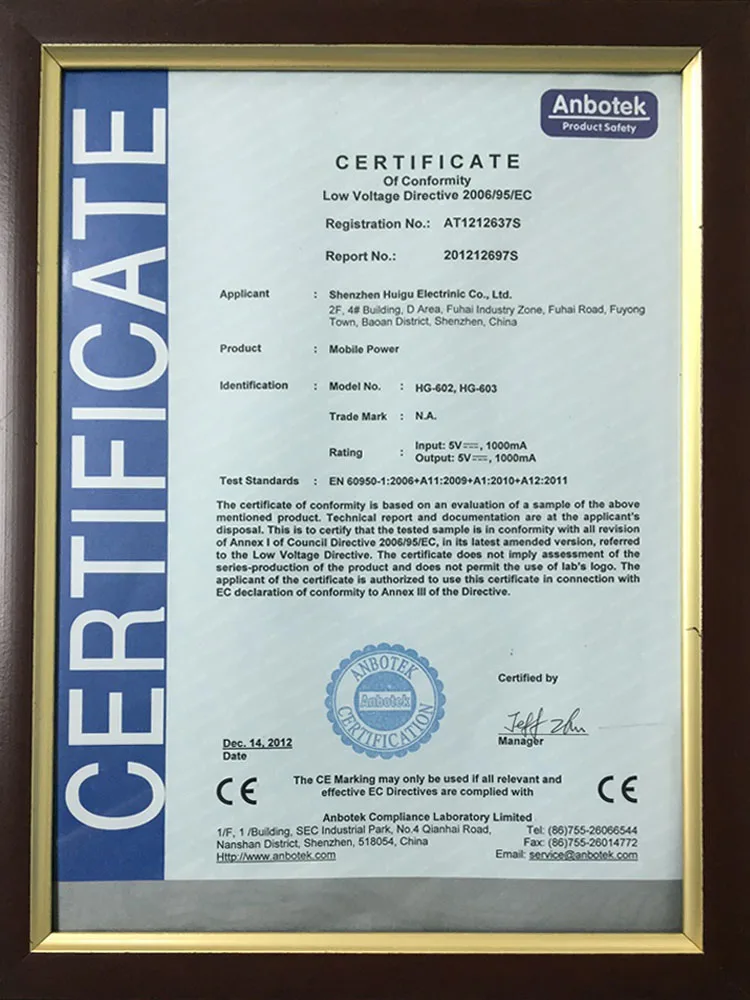 CERTIFICATE
Anbotek
Product Safety
CERTIFICATE
Of Conformity
Low Voltage Directive 2006/95/EC
Registration No.: AT1212637S
Report No.: 201212697S
Applicant : Shenzhen Huigu Electrinic Co., Ltd.
2F, 4# Building, D Area, Fuhai Industry Zone, Fuhai Road, Fuyong
Town, Baoan District, Shenzhen, China
Product : Mobile Power
Identification : Model No. : HG-602, HG-603
Trade Mark : N.A.
Rating : Input: 5V⎓, 1000mA
Output: 5V⎓, 1000mA
Test Standards : EN 60950-1:2006+A11:2009+A1:2010+A12:2011
The certificate of conformity is based on an evaluation of a sample of the above
mentioned product. Technical report and documentation are at the applicant's
disposal. This is to certify that the tested sample is in conformity with all revision
of Annex I of Council Directive 2006/95/EC, in its latest amended version, referred
to the Low Voltage Directive. The certificate does not imply assessment of the
series-production of the product and does not permit the use of lab's logo. The
applicant of the certificate is authorized to use this certificate in connection with
EC declaration of conformity to Annex III of the Directive.
ANBOTEK
Anbotek
CERTIFICATION
Certified by
Jeff Zhu
Manager
Dec. 14, 2012
Date
CE
The CE Marking may only be used if all relevant and
effective EC Directives are complied with
CE
Anbotek Compliance Laboratory Limited
1/F, 1 /Building, SEC Industrial Park, No.4 Qianhai Road,
Nanshan District, Shenzhen, 518054, China
Http://www.anbotek.com
Tel: (86)755-26066544
Fax: (86)755-26014772
Email: service@anbotek.com